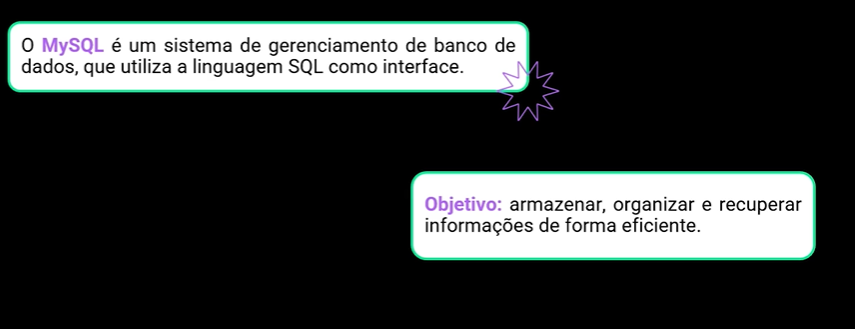 O MySQL é um sistema de gerenciamento de banco de
dados, que utiliza a linguagem SQL como interface.
Objetivo: armazenar, organizar e recuperar
informações de forma eficiente.